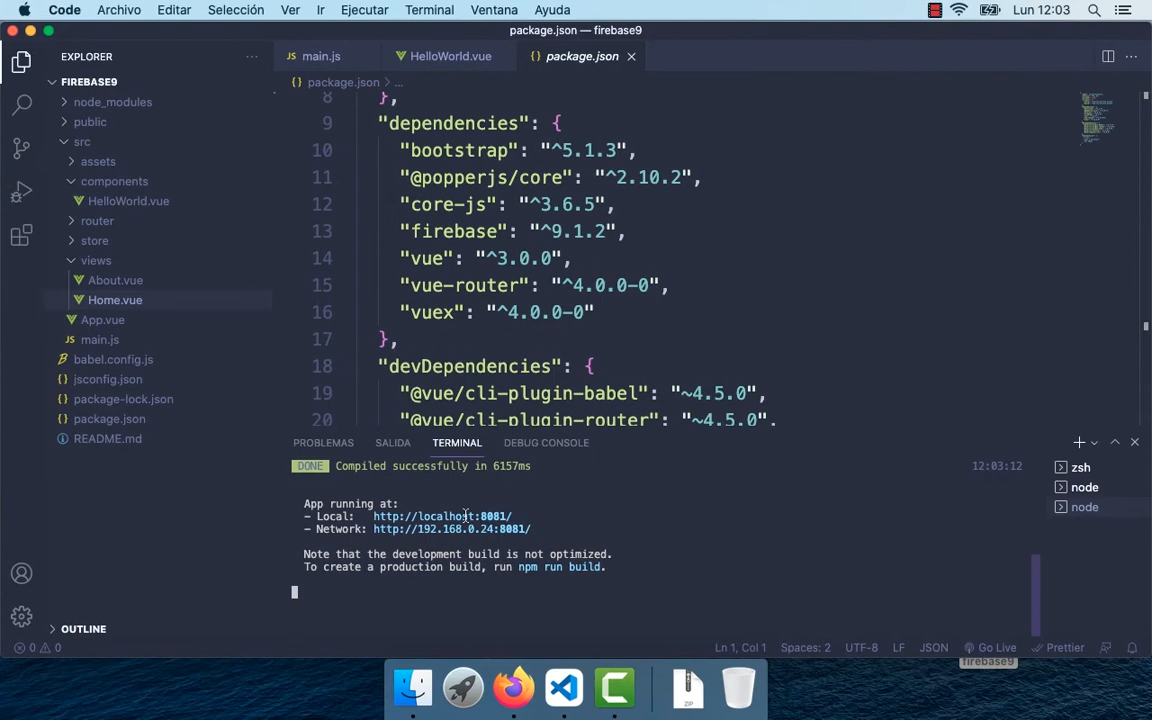 Code Archivo Editar Selección Ver Ir Ejecutar Terminal Ventana Ayuda Lun 12:03
package.json — firebase9
EXPLORER
FIREBASE9
node_modules
public
src
assets
components
HelloWorld.vue
router
store
views
About.vue
Home.vue
App.vue
main.js
babel.config.js
jsconfig.json
package-lock.json
package.json
README.md
OUTLINE
main.js HelloWorld.vue package.json
package.json ...
8 },
9 "dependencies": {
10 "bootstrap": "^5.1.3",
11 "@popperjs/core": "^2.10.2",
12 "core-js": "^3.6.5",
13 "firebase": "^9.1.2",
14 "vue": "^3.0.0",
15 "vue-router": "^4.0.0-0",
16 "vuex": "^4.0.0-0"
17 },
18 "devDependencies": {
19 "@vue/cli-plugin-babel": "~4.5.0",
20 "@vue/cli-plugin-router": "~4.5.0",
PROBLEMAS SALIDA TERMINAL DEBUG CONSOLE
DONE Compiled successfully in 6157ms 12:03:12
App running at:
- Local: http://localhost:8081/
- Network: http://192.168.0.24:8081/
Note that the development build is not optimized.
To create a production build, run npm run build.
zsh
node
node
0 0 Ln 1, Col 1 Spaces: 2 UTF-8 LF JSON Go Live Prettier
firebase9
ZIP